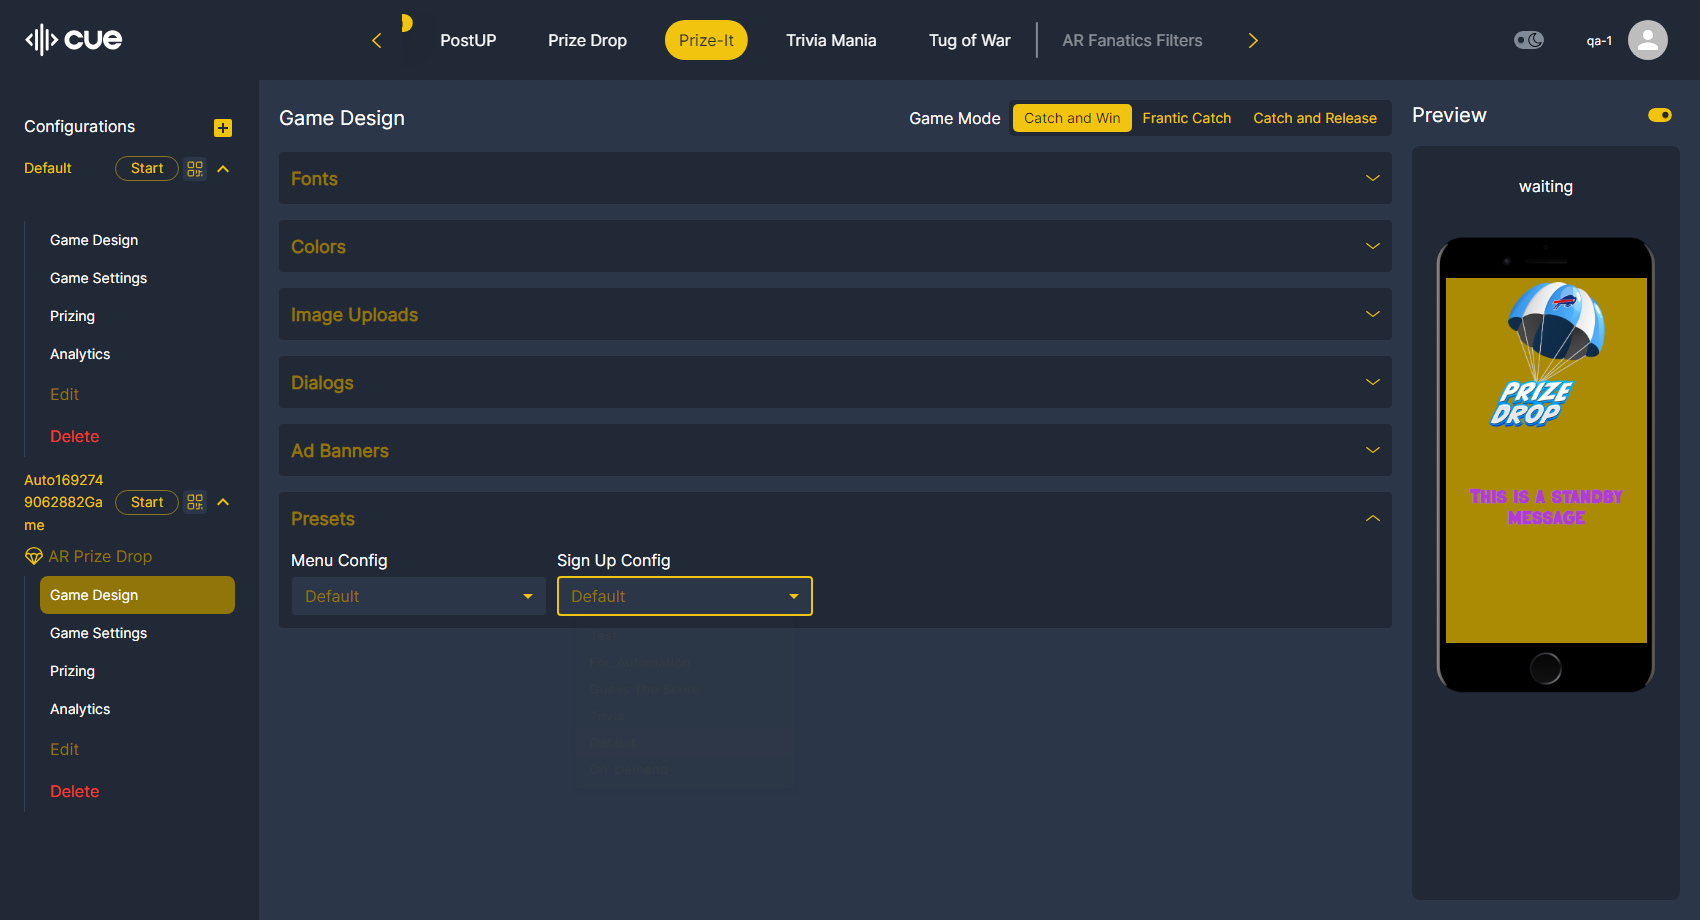 cue
PostUP
Prize Drop
Prize-It
Trivia Mania
Tug of War
AR Fanatics Filters
qa-1
Configurations
Default
Start
Game Design
Game Settings
Prizing
Analytics
Edit
Delete
Auto169274
9062882Ga
me
Start
AR Prize Drop
Game Design
Game Settings
Prizing
Analytics
Edit
Delete
Game Design
Game Mode
Catch and Win
Frantic Catch
Catch and Release
Fonts
Colors
Image Uploads
Dialogs
Ad Banners
Presets
Menu Config
Sign Up Config
Default
Default
Preview
waiting
PRIZE
DROP
THIS IS A STANDBY
MESSAGE